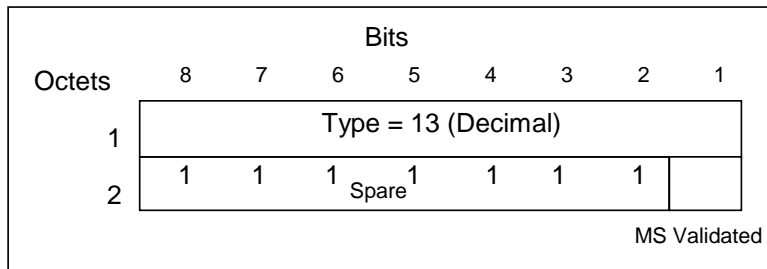 Bits
Octets 8 7 6 5 4 3 2 1
1 Type = 13 (Decimal)
2 1 1 1 1 1 1 1
Spare
MS Validated